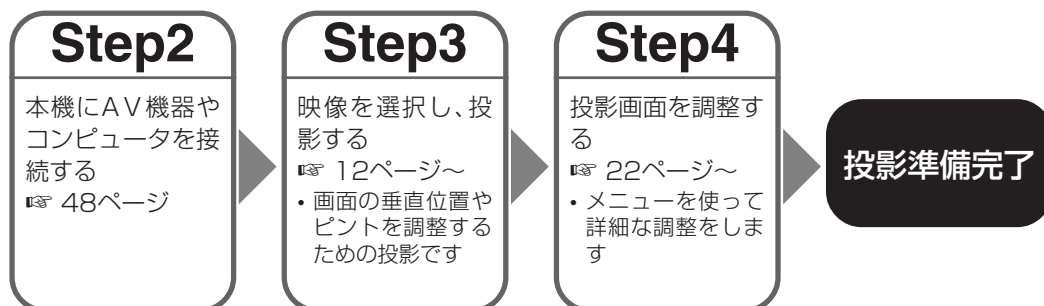 Step2
本機にAV機器や
コンピュータを接
続する
☞ 48ページ
Step3
映像を選択し、投
影する
☞ 12ページ～
• 画面の垂直位置や
ピントを調整する
ための投影です
Step4
投影画面を調整す
る
☞ 22ページ～
• メニューを使って
詳細な調整をしま
す
投影準備完了